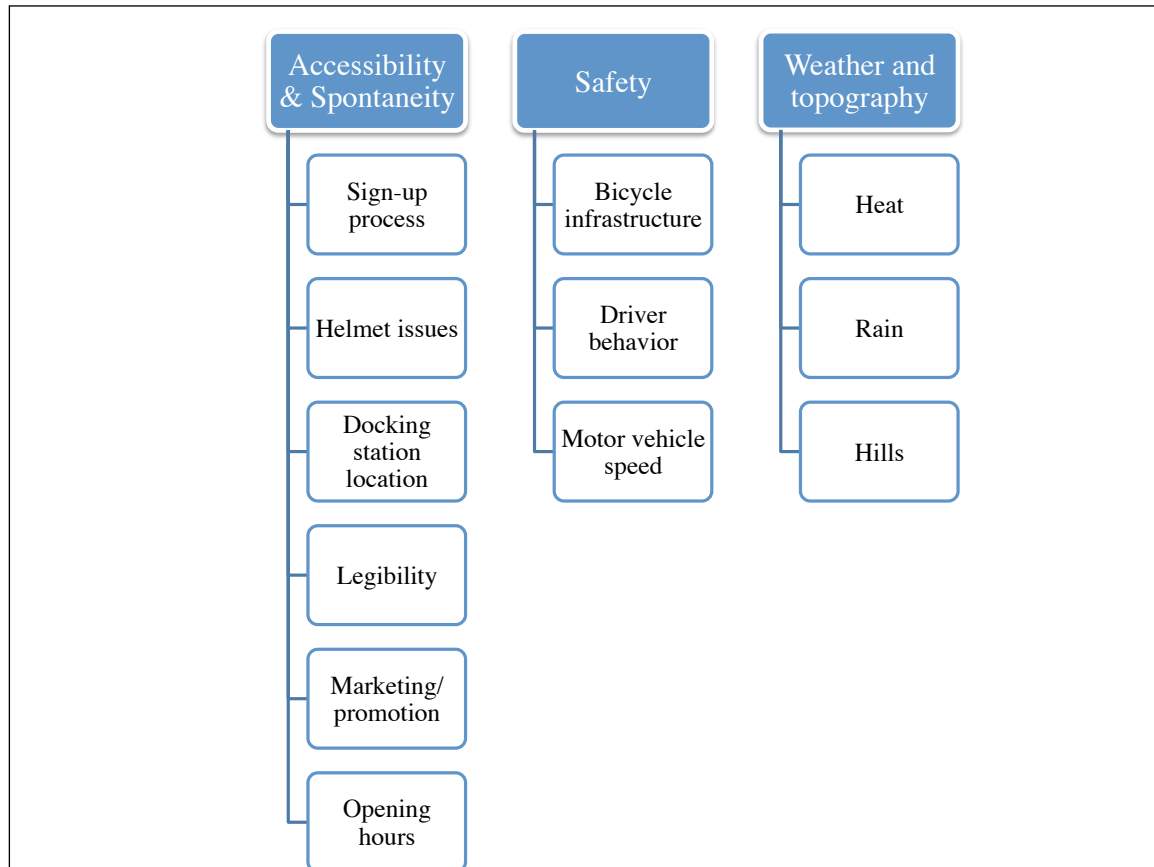 Accessibility
& Spontaneity
Sign-up
process
Helmet issues
Docking
station
location
Legibility
Marketing/
promotion
Opening
hours
Safety
Bicycle
infrastructure
Driver
behavior
Motor vehicle
speed
Weather and
topography
Heat
Rain
Hills